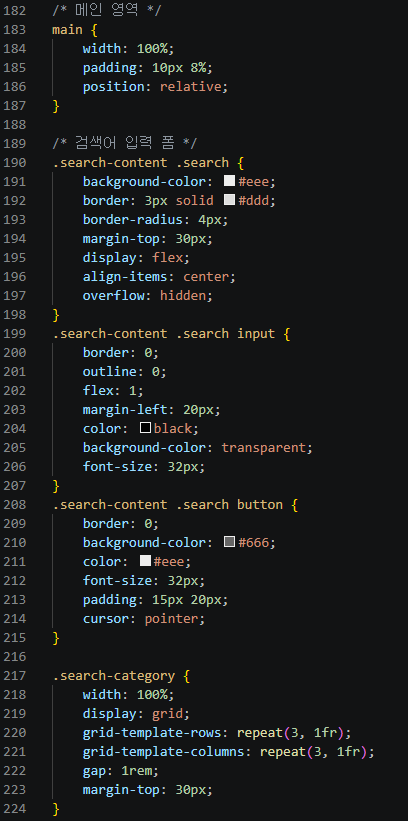 182 /* 메인 영역 */
183 main {
184     width: 100%;
185     padding: 10px 8%;
186     position: relative;
187 }
188
189 /* 검색어 입력 폼 */
190 .search-content .search {
191     background-color: #eee;
192     border: 3px solid #ddd;
193     border-radius: 4px;
194     margin-top: 30px;
195     display: flex;
196     align-items: center;
197     overflow: hidden;
198 }
199 .search-content .search input {
200     border: 0;
201     outline: 0;
202     flex: 1;
203     margin-left: 20px;
204     color: black;
205     background-color: transparent;
206     font-size: 32px;
207 }
208 .search-content .search button {
209     border: 0;
210     background-color: #666;
211     color: #eee;
212     font-size: 32px;
213     padding: 15px 20px;
214     cursor: pointer;
215 }
216
217 .search-category {
218     width: 100%;
219     display: grid;
220     grid-template-rows: repeat(3, 1fr);
221     grid-template-columns: repeat(3, 1fr);
222     gap: 1rem;
223     margin-top: 30px;
224 }